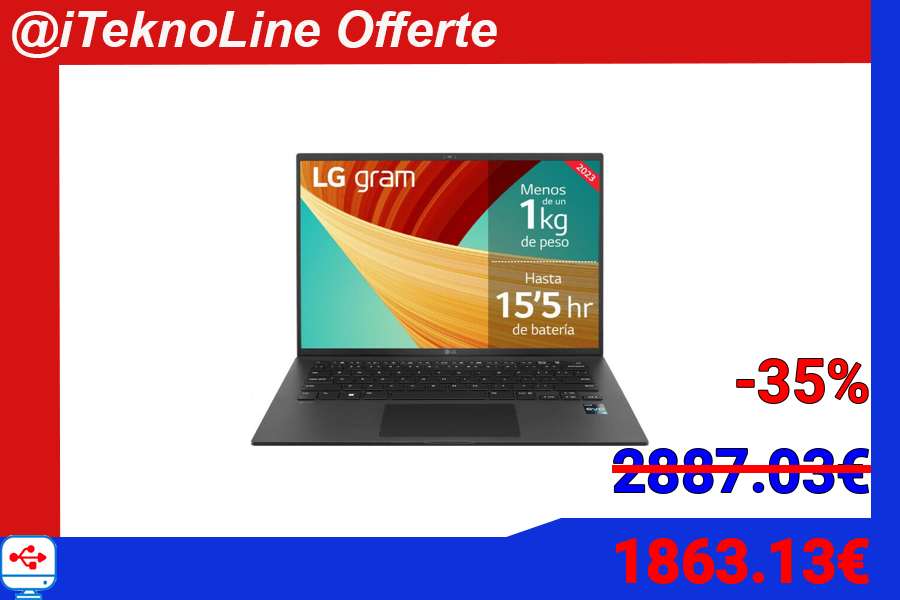 @iTeknoLine Offerte
LG gram
2023
Menos
de un
1kg
de peso
Hasta
15'5 hr
de batería
LG
-35%
2887.03€
1863.13€